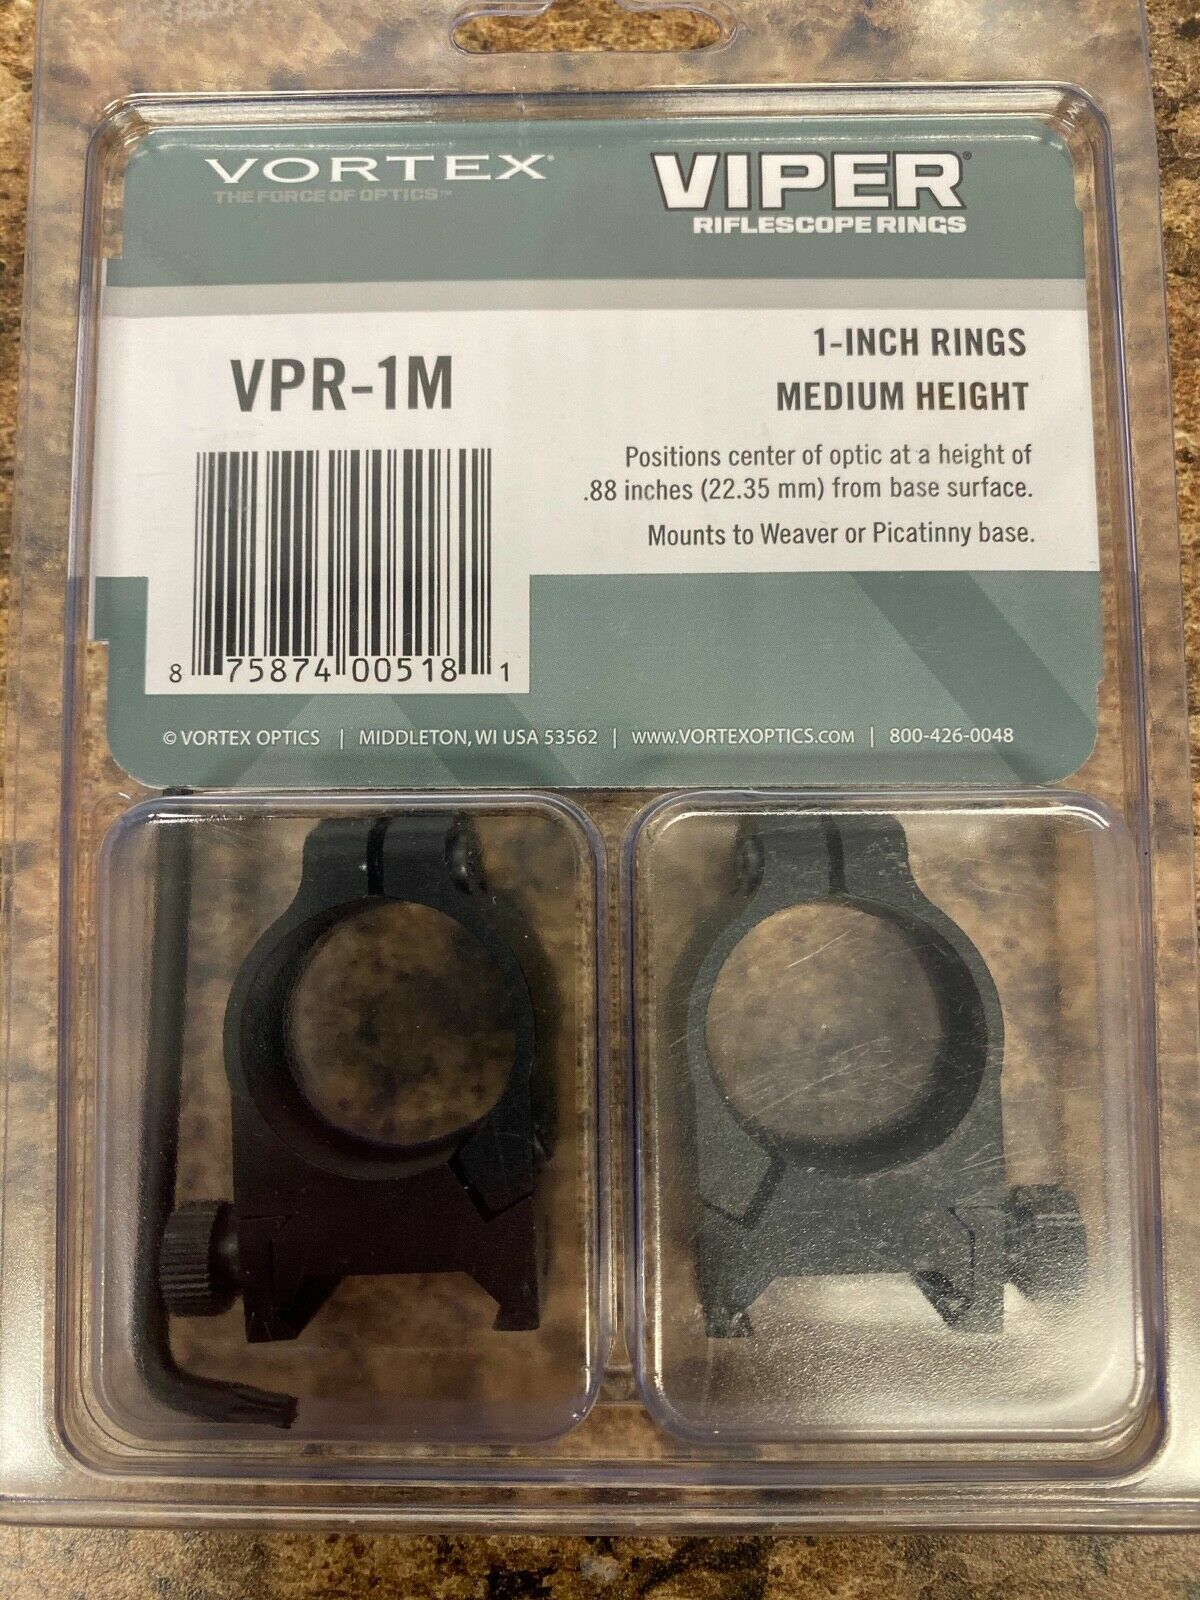 VORTEX®
THE FORCE OF OPTICS™
VIPER®
RIFLESCOPE RINGS
VPR-1M
1-INCH RINGS
MEDIUM HEIGHT
Positions center of optic at a height of
.88 inches (22.35 mm) from base surface.
Mounts to Weaver or Picatinny base.
8 75874 00518 1
© VORTEX OPTICS | MIDDLETON, WI USA 53562 | WWW.VORTEXOPTICS.COM | 800-426-0048